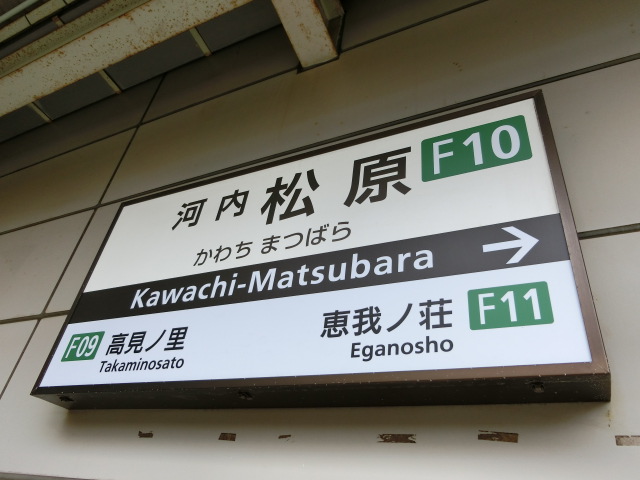 河内松原 F10
かわち まつばら
Kawachi-Matsubara →
F09 高見ノ里
Takaminosato
恵我ノ荘 F11
Eganosho